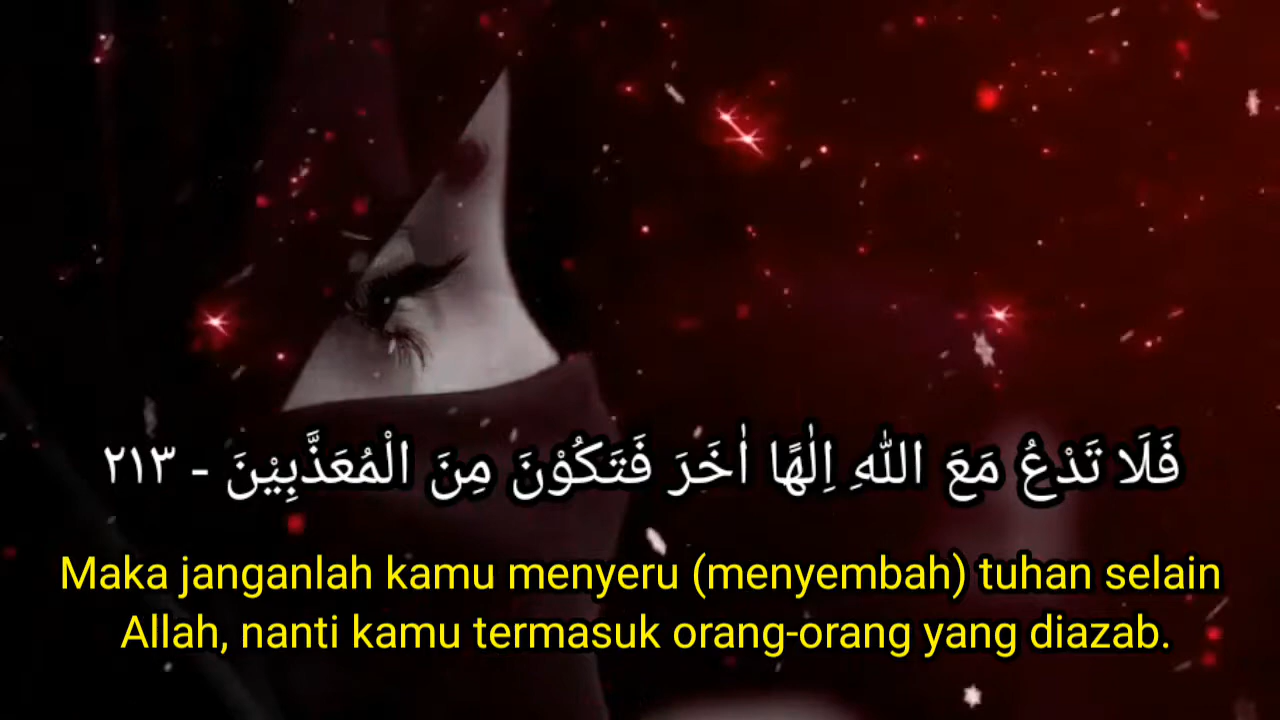 فَلَا تَدْعُ مَعَ اللّٰهِ اِلٰهًا اٰخَرَ فَتَكُوْنَ مِنَ الْمُعَذَّبِيْنَ - ٢١٣
Maka janganlah kamu menyeru (menyembah) tuhan selain
Allah, nanti kamu termasuk orang-orang yang diazab.